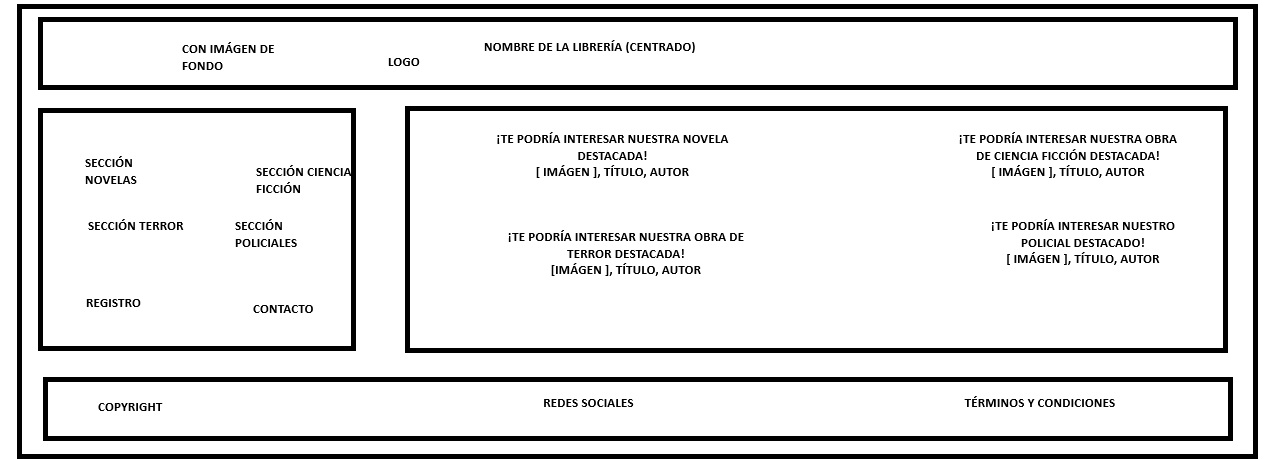 CON IMÁGEN DE
FONDO
LOGO
NOMBRE DE LA LIBRERÍA (CENTRADO)
SECCIÓN
NOVELAS
SECCIÓN CIENCIA
FICCIÓN
SECCIÓN TERROR
SECCIÓN
POLICIALES
REGISTRO
CONTACTO
¡TE PODRÍA INTERESAR NUESTRA NOVELA
DESTACADA!
[ IMÁGEN ], TÍTULO, AUTOR
¡TE PODRÍA INTERESAR NUESTRA OBRA
DE CIENCIA FICCIÓN DESTACADA!
[ IMÁGEN ], TÍTULO, AUTOR
¡TE PODRÍA INTERESAR NUESTRA OBRA DE
TERROR DESTACADA!
[IMÁGEN ], TÍTULO, AUTOR
¡TE PODRÍA INTERESAR NUESTRO
POLICIAL DESTACADO!
[ IMÁGEN ], TÍTULO, AUTOR
COPYRIGHT
REDES SOCIALES
TÉRMINOS Y CONDICIONES